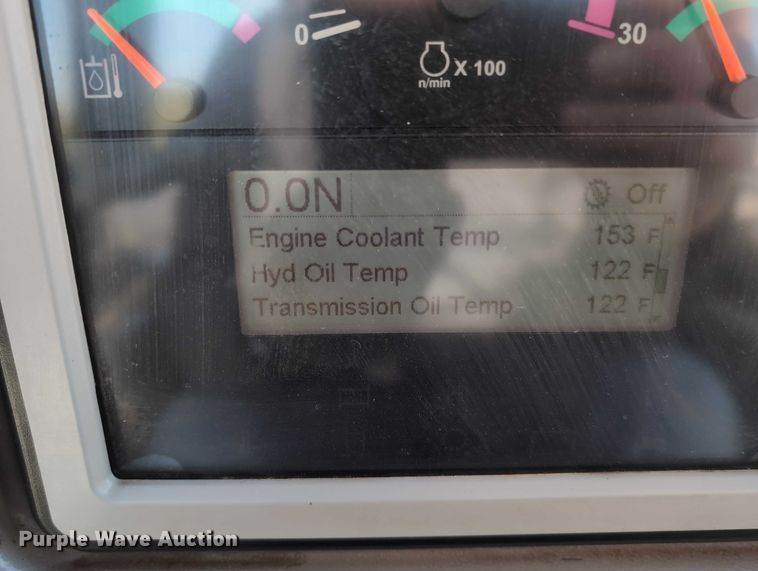 0 30
X 100
n/min
0.0N Off
Engine Coolant Temp 153 F
Hyd Oil Temp 122 F
Transmission Oil Temp 122 F
Purple Wave Auction